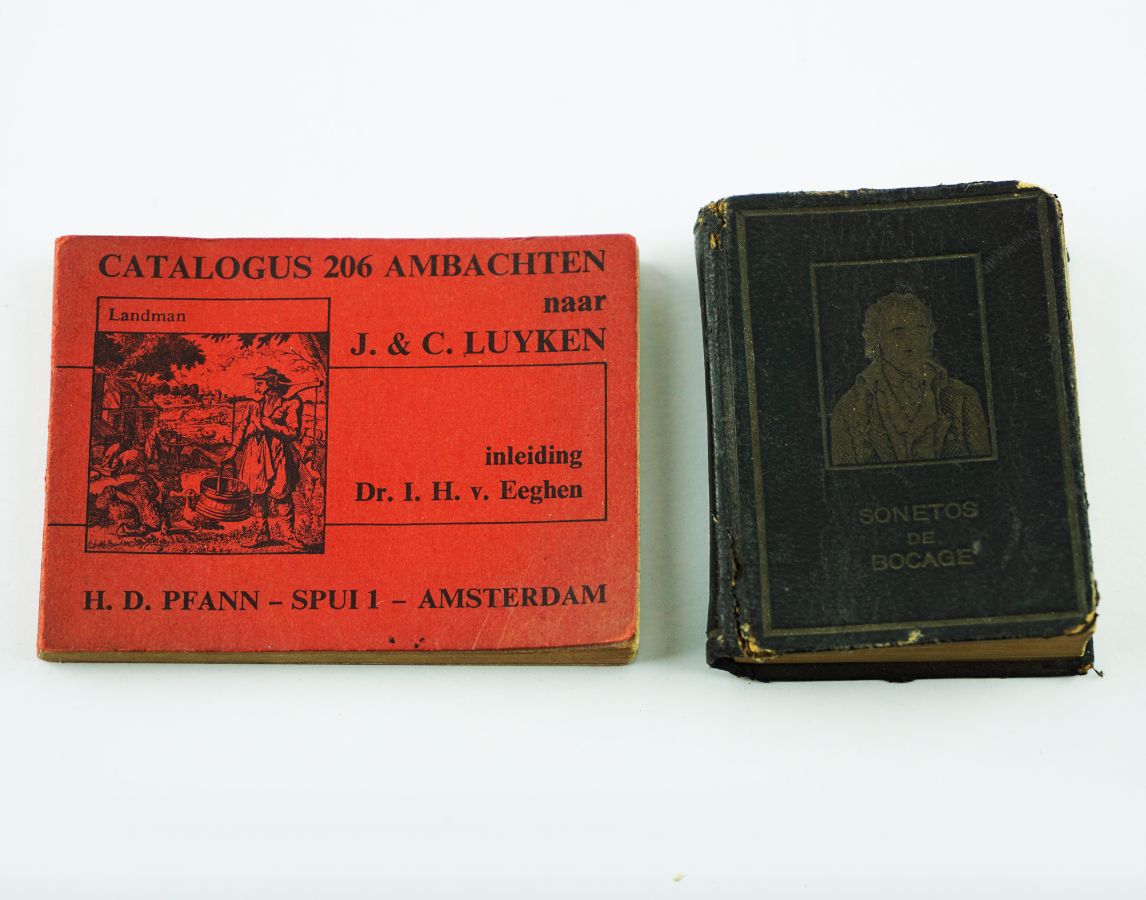 CATALOGUS 206 AMBACHTEN
naar
J. & C. LUYKEN
Landman
inleiding
Dr. I. H. v. Eeghen
H. D. PFANN – SPUI 1 – AMSTERDAM
SONETOS
DE
BOCAGE